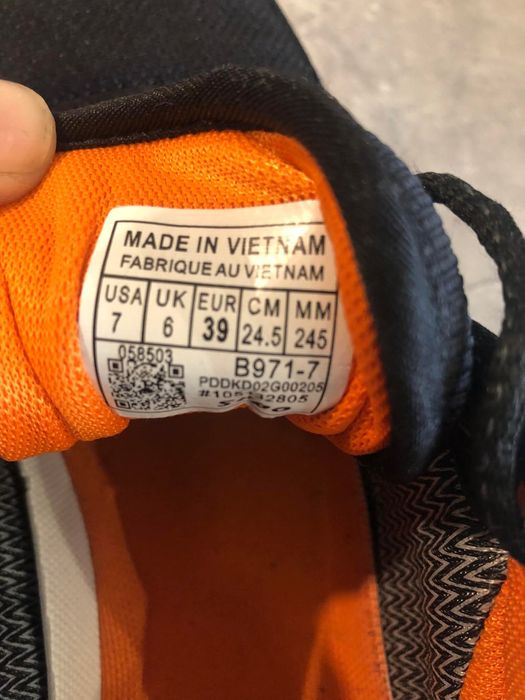 MADE IN VIETNAM
FABRIQUE AU VIETNAM
USA UK EUR CM MM
7 6 39 24.5 245
058503
B971-7
PDDKD02G00205